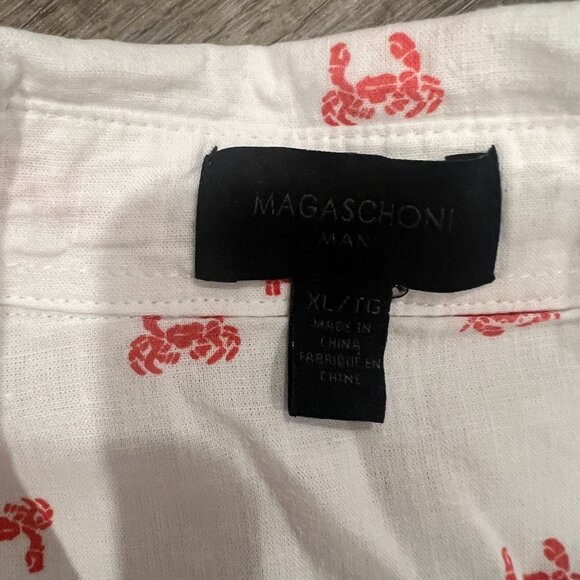 MAGASCHONI
MAN
XL/TG
MADE IN
CHINA
FABRIQUÉ EN
CHINE